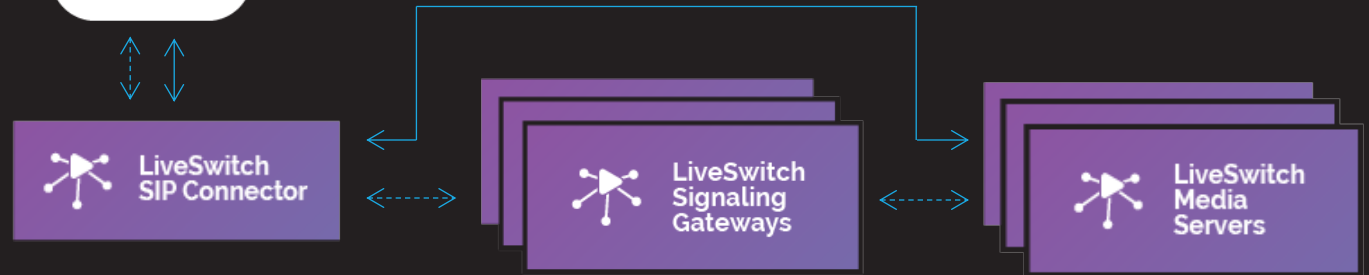 LiveSwitch
SIP Connector
LiveSwitch
Signaling
Gateways
LiveSwitch
Media
Servers